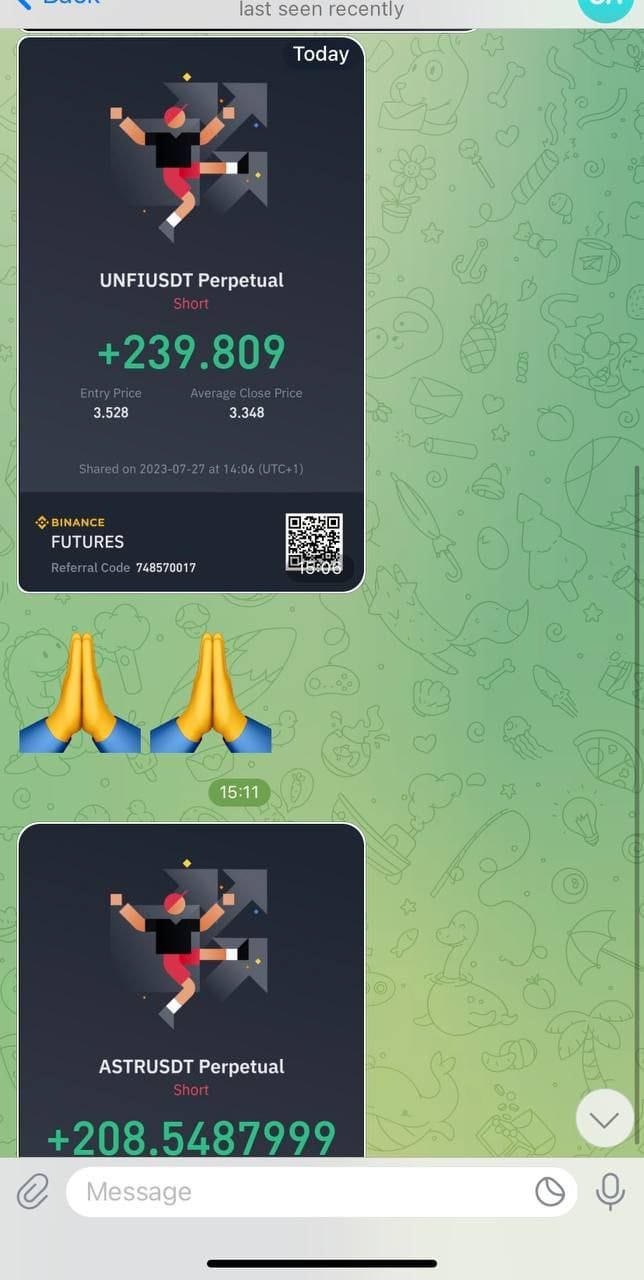 last seen recently
Today
UNFIUSDT Perpetual
Short
+239.809
Entry Price
Average Close Price
3.528
3.348
Shared on 2023-07-27 at 14:06 (UTC+1)
BINANCE
FUTURES
Referral Code 748570017
15:06
15:11
ASTRUSDT Perpetual
Short
+208.5487999
Message